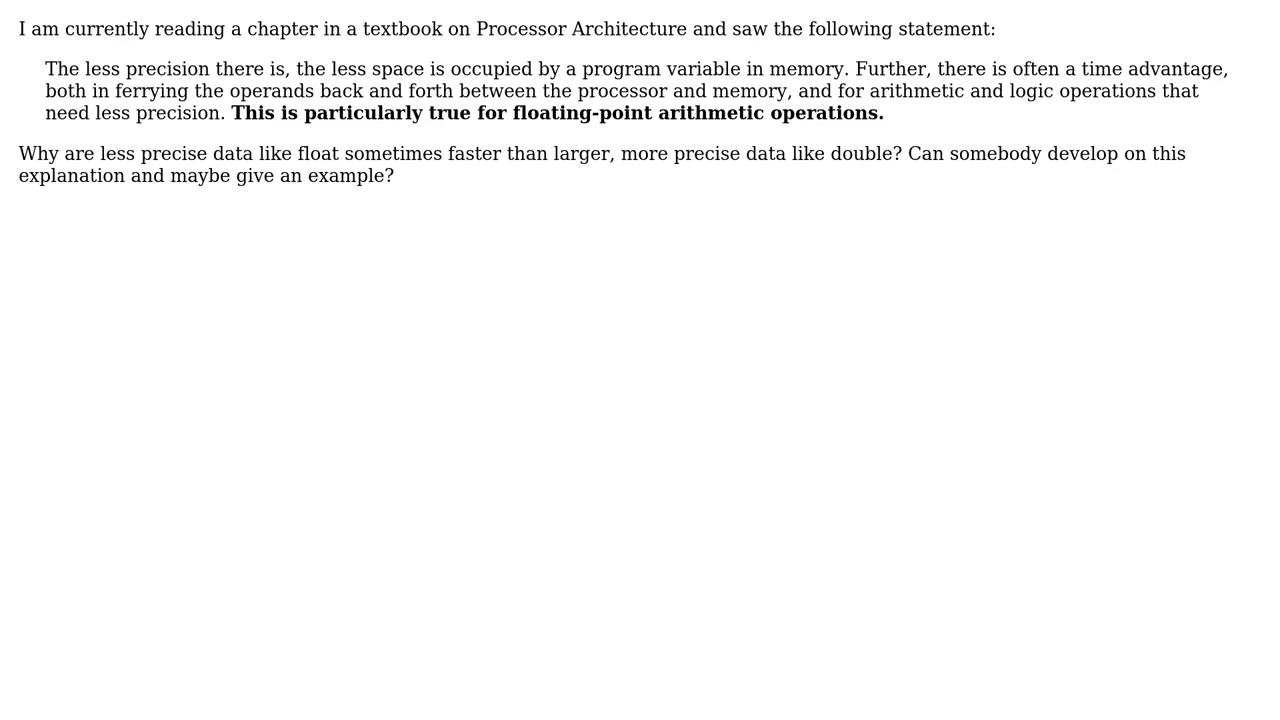 I am currently reading a chapter in a textbook on Processor Architecture and saw the following statement:
The less precision there is, the less space is occupied by a program variable in memory. Further, there is often a time advantage,
both in ferrying the operands back and forth between the processor and memory, and for arithmetic and logic operations that
need less precision. This is particularly true for floating-point arithmetic operations.
Why are less precise data like float sometimes faster than larger, more precise data like double? Can somebody develop on this
explanation and maybe give an example?